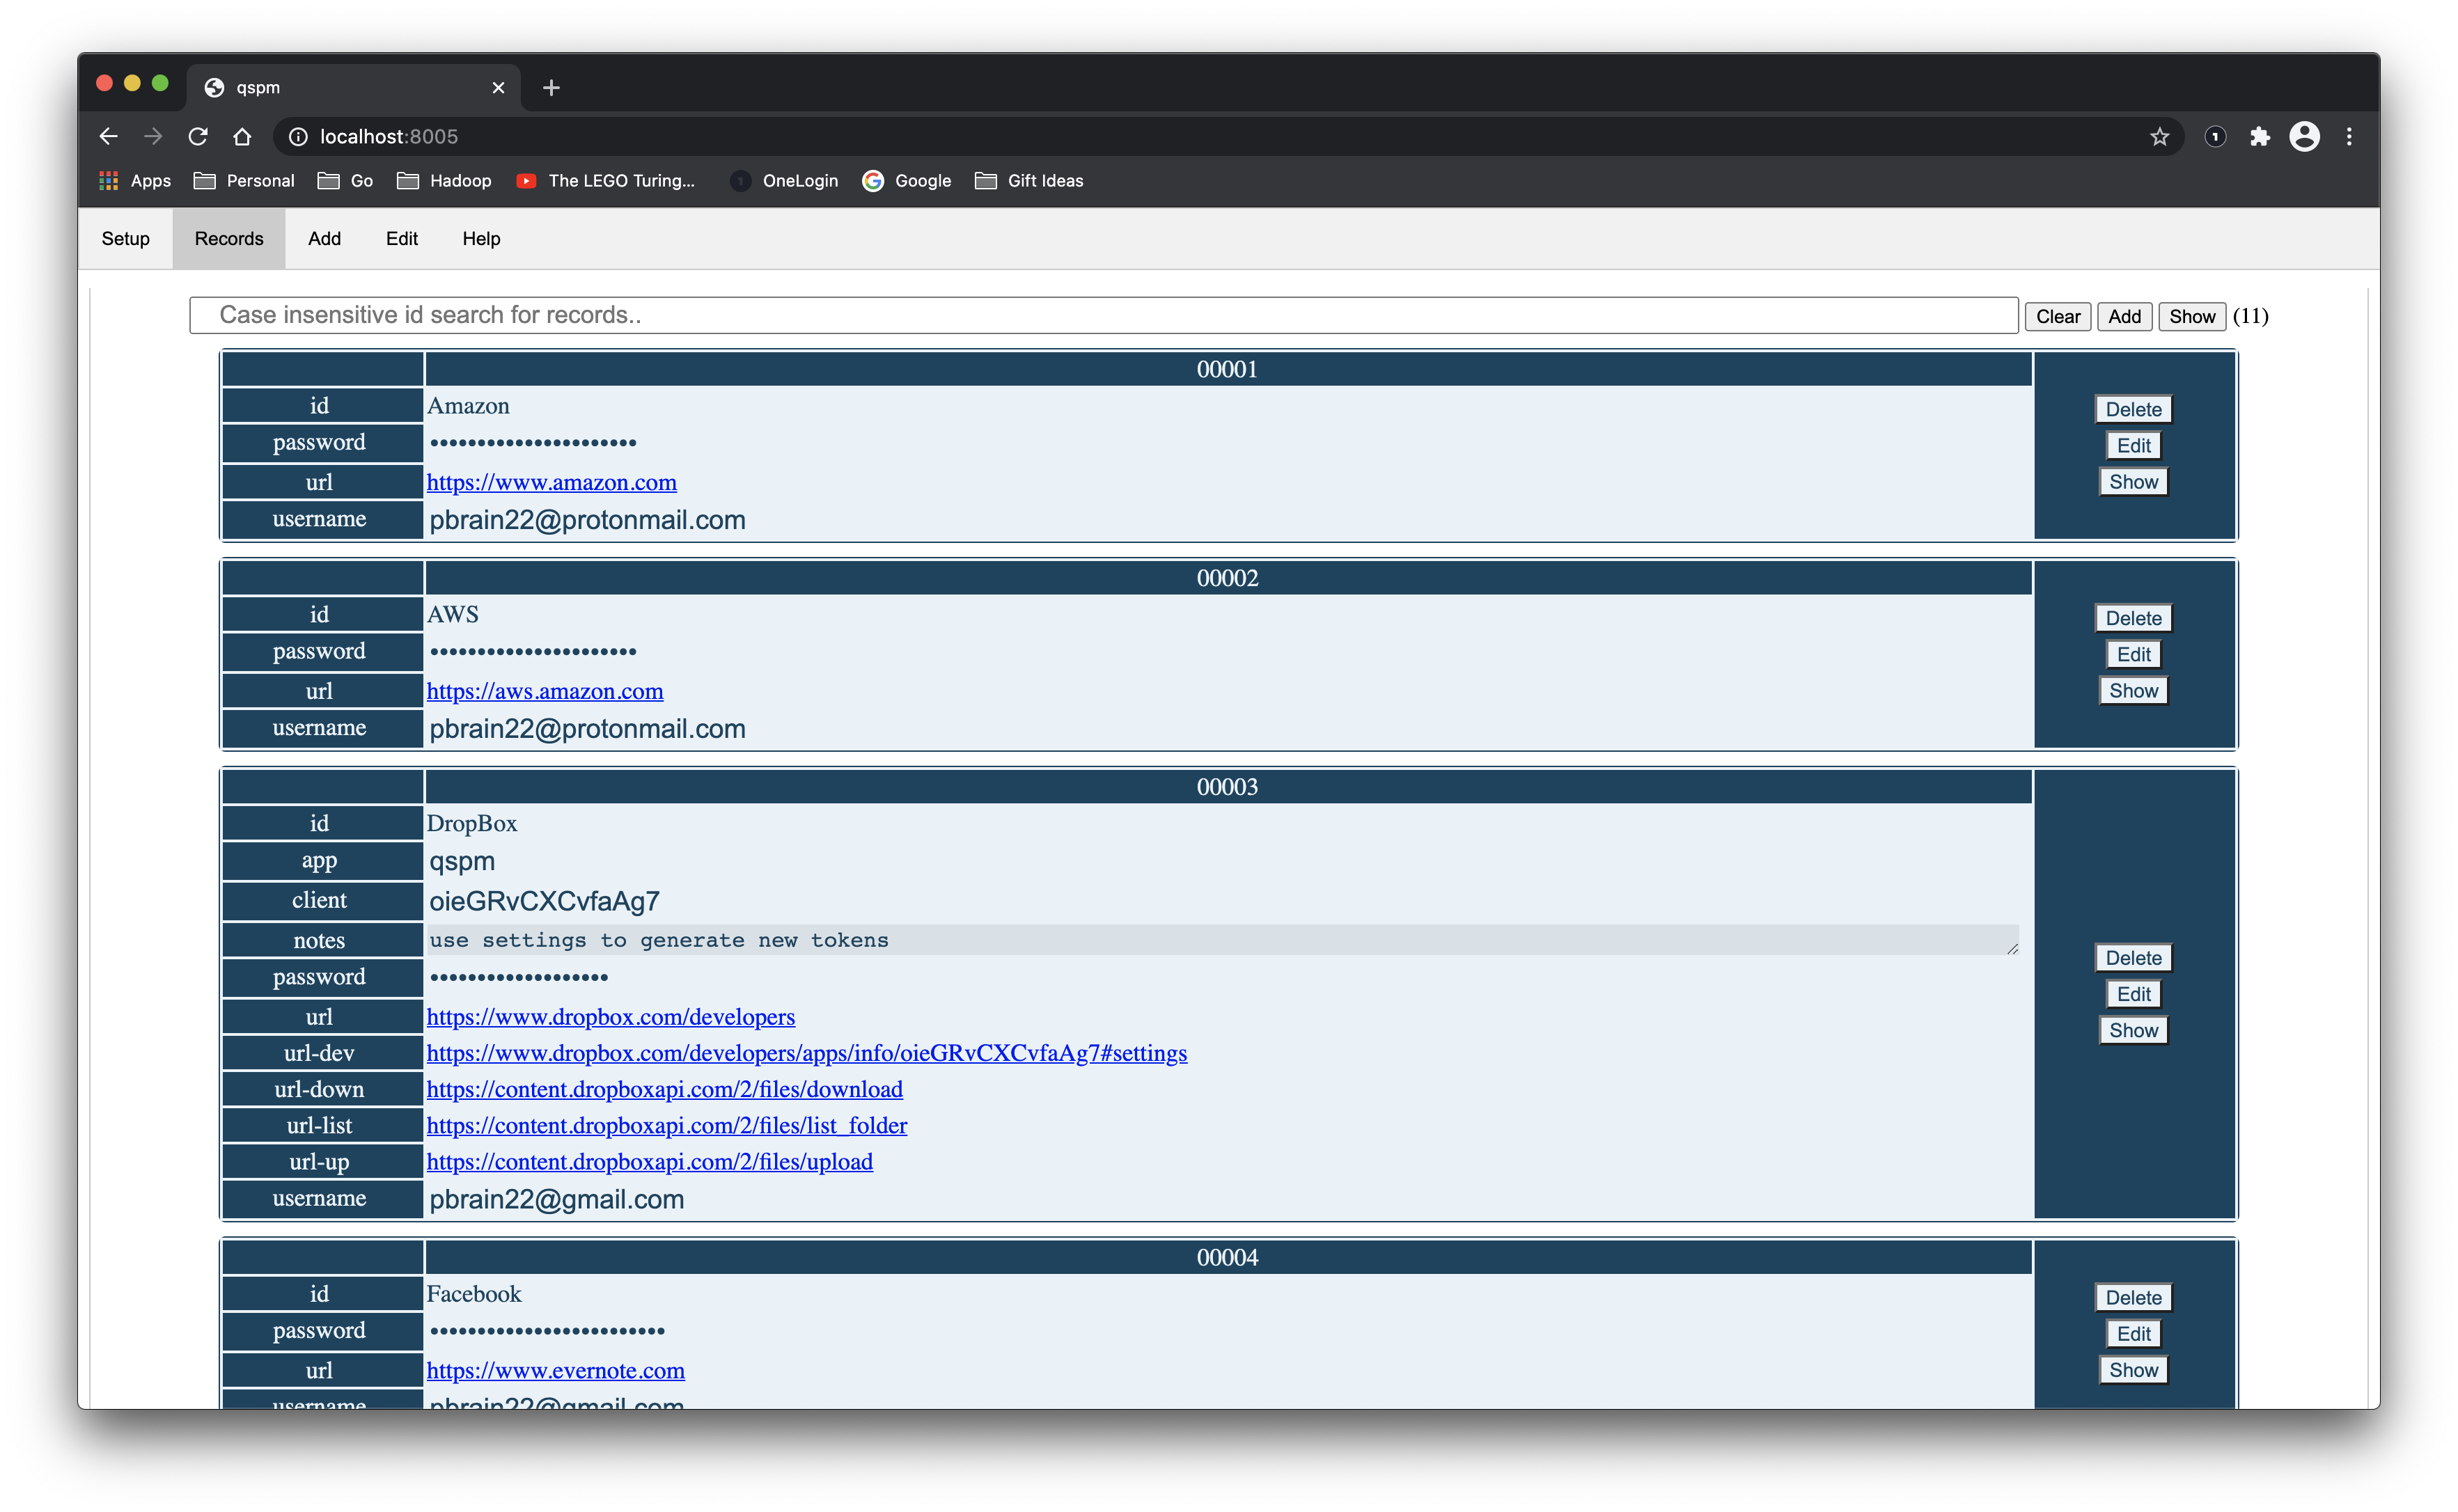 qspm
localhost:8005
Apps Personal Go Hadoop The LEGO Turing... OneLogin Google Gift Ideas
Setup Records Add Edit Help
Case insensitive id search for records.. Clear Add Show (11)
00001
id Amazon Delete
password •••••••••••••••••••••• Edit
url https://www.amazon.com Show
username pbrain22@protonmail.com
00002
id AWS Delete
password •••••••••••••••••••••• Edit
url https://aws.amazon.com Show
username pbrain22@protonmail.com
00003
id DropBox
app qspm
client oieGRvCXCvfaAg7
notes use settings to generate new tokens Delete
password ••••••••••••••••••• Edit
url https://www.dropbox.com/developers Show
url-dev https://www.dropbox.com/developers/apps/info/oieGRvCXCvfaAg7#settings
url-down https://content.dropboxapi.com/2/files/download
url-list https://content.dropboxapi.com/2/files/list_folder
url-up https://content.dropboxapi.com/2/files/upload
username pbrain22@gmail.com
00004
id Facebook Delete
password ••••••••••••••••••••••••• Edit
url https://www.evernote.com Show
username pbrain22@gmail.com